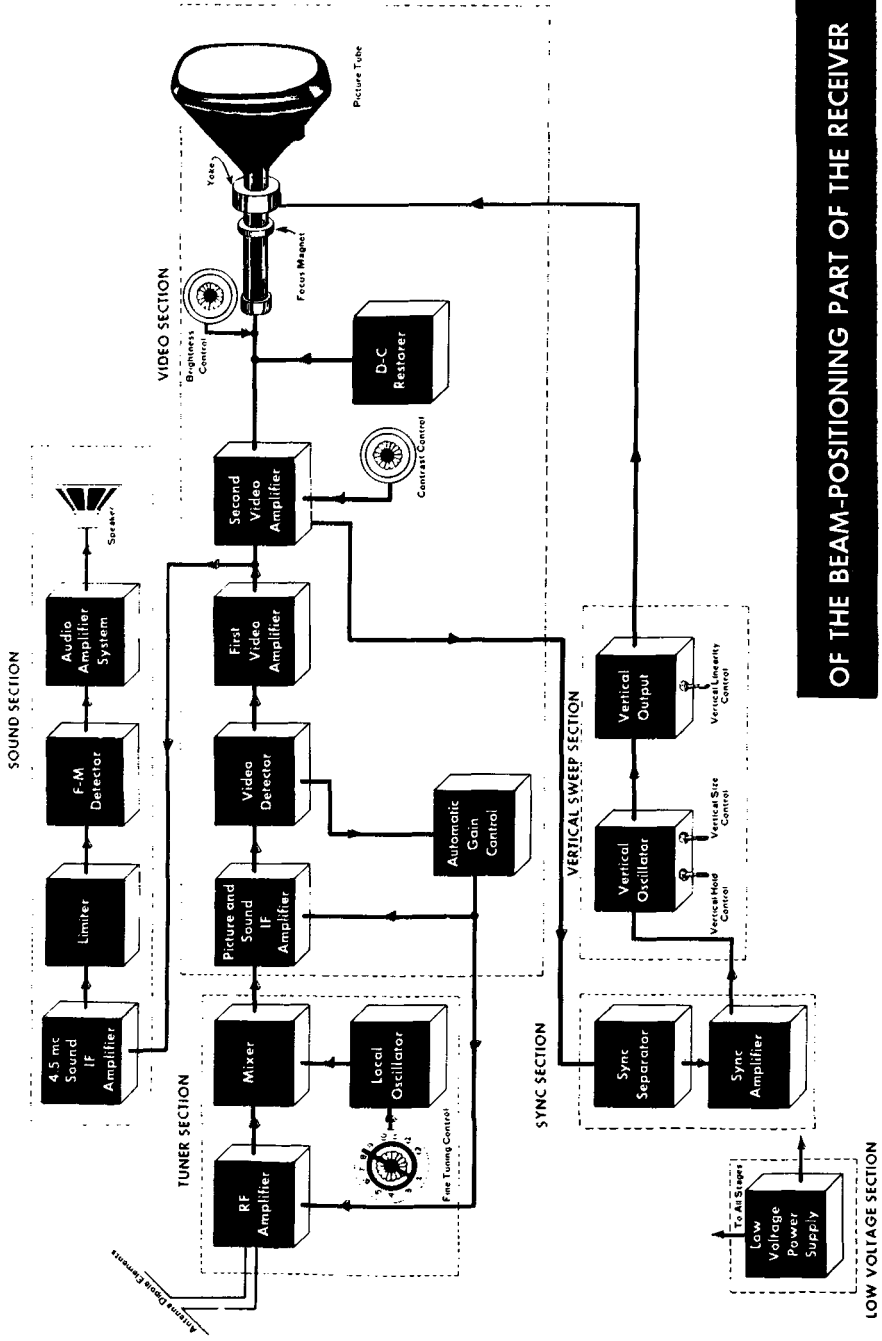 SOUND SECTION
4.5 mc
Sound
IF
Amplifier
Limiter
F-M
Detector
Audio
Amplifier
System
Speaker
VIDEO SECTION
Picture and
Sound
IF
Amplifier
Video
Detector
First
Video
Amplifier
Second
Video
Amplifier
Contrast Control
D-C
Restorer
Brightness
Control
Focus Magnet
Yoke
Picture Tube
Automatic
Gain
Control
TUNER SECTION
Antenna Dipole Elements
RF
Amplifier
Mixer
Local
Oscillator
Fine Tuning Control
SYNC SECTION
Sync
Separator
Sync
Amplifier
VERTICAL SWEEP SECTION
Vertical
Oscillator
Vertical Hold
Control
Vertical Size
Control
Vertical
Output
Vertical Linearity
Control
To All Stages
Low
Voltage
Power
Supply
LOW VOLTAGE SECTION
OF THE BEAM-POSITIONING PART OF THE RECEIVER